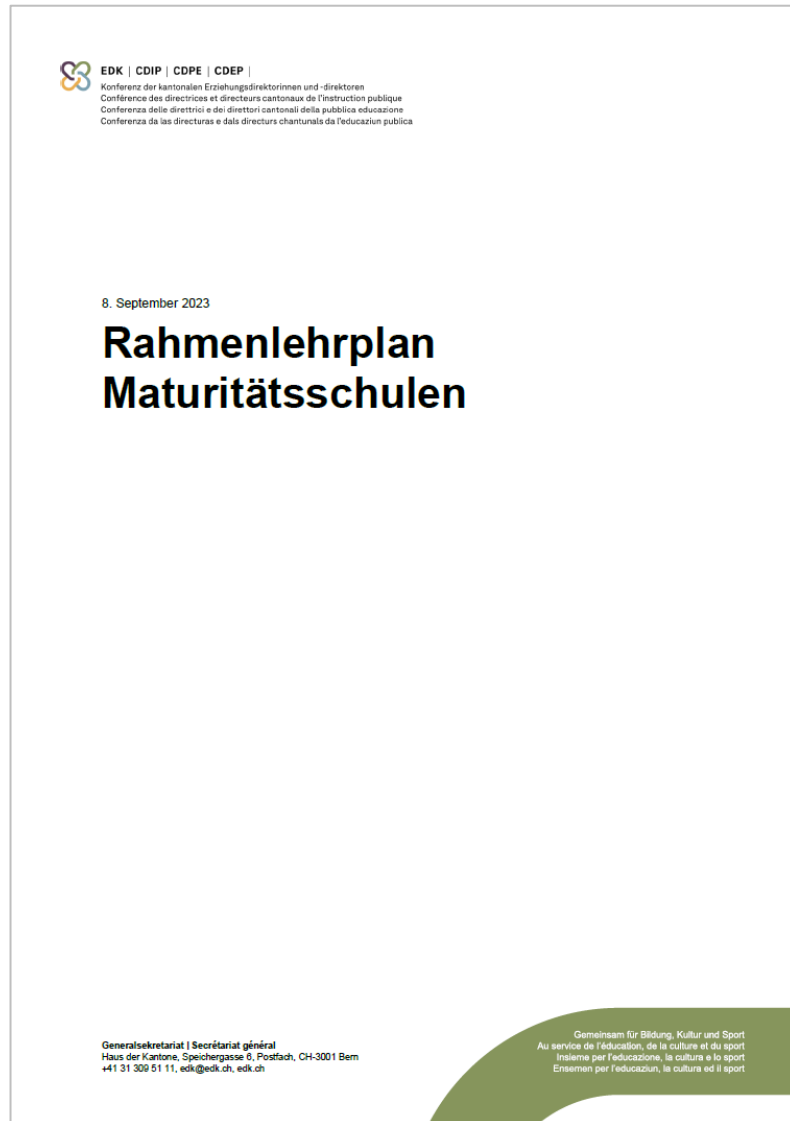 EDK | CDIP | CDPE | CDEP |
Konferenz der kantonalen Erziehungsdirektorinnen und -direktoren
Conférence des directrices et directeurs cantonaux de l'instruction publique
Conferenza delle direttrici e dei direttori cantonali della pubblica educazione
Conferenza da las directuras e dals directurs chantunals da l'educaziun publica
8. September 2023
Rahmenlehrplan
Maturitätsschulen
Generalsekretariat | Secrétariat général
Haus der Kantone, Speichergasse 6, Postfach, CH-3001 Bern
+41 31 309 51 11, edk@edk.ch, edk.ch
Gemeinsam für Bildung, Kultur und Sport
Au service de l'éducation, de la culture et du sport
Insieme per l'educazione, la cultura e lo sport
Ensemen per l'educaziun, la cultura ed il sport